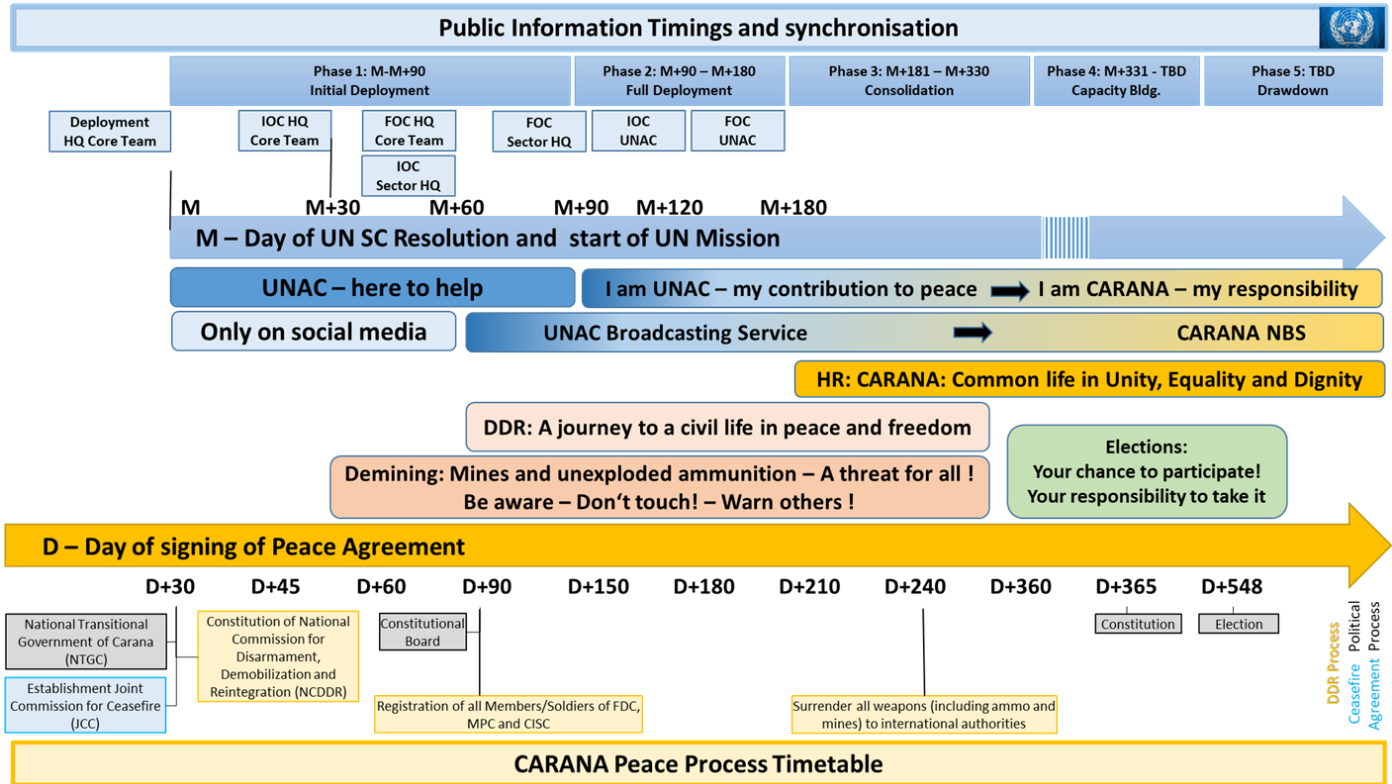 Public Information Timings and synchronisation
Phase 1: M-M+90
Initial Deployment
Phase 2: M+90 – M+180
Full Deployment
Phase 3: M+181 – M+330
Consolidation
Phase 4: M+331 - TBD
Capacity Bldg.
Phase 5: TBD
Drawdown
Deployment
HQ Core Team
IOC HQ
Core Team
FOC HQ
Core Team
IOC
Sector HQ
FOC
Sector HQ
IOC
UNAC
FOC
UNAC
M M+30 M+60 M+90 M+120 M+180
M – Day of UN SC Resolution and start of UN Mission
UNAC – here to help
I am UNAC – my contribution to peace
I am CARANA – my responsibility
Only on social media
UNAC Broadcasting Service
CARANA NBS
HR: CARANA: Common life in Unity, Equality and Dignity
DDR: A journey to a civil life in peace and freedom
Demining: Mines and unexploded ammunition – A threat for all !
Be aware – Don‘t touch! – Warn others !
Elections:
Your chance to participate!
Your responsibility to take it
D – Day of signing of Peace Agreement
D+30 D+45 D+60 D+90 D+150 D+180 D+210 D+240 D+360 D+365 D+548
National Transitional
Government of Carana
(NTGC)
Establishment Joint
Commission for Ceasefire
(JCC)
Constitution of National
Commission for
Disarmament,
Demobilization and
Reintegration (NCDDR)
Constitutional
Board
Registration of all Members/Soldiers of FDC,
MPC and CISC
Surrender all weapons (including ammo and
mines) to international authorities
Constitution
Election
DDR Process
Ceasefire Political
Agreement Process
CARANA Peace Process Timetable